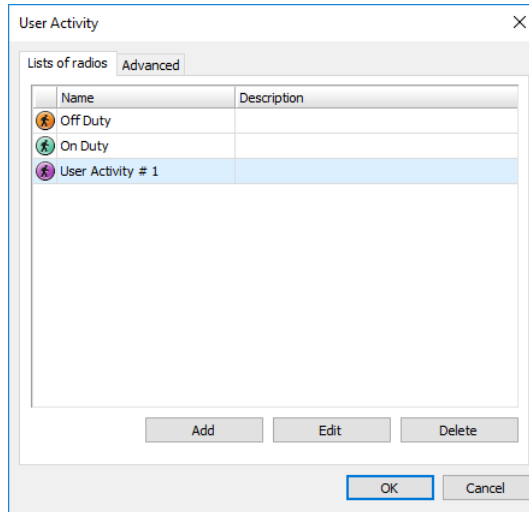 User Activity
Lists of radios Advanced
Name Description
Off Duty
On Duty
User Activity # 1
Add Edit Delete
OK Cancel